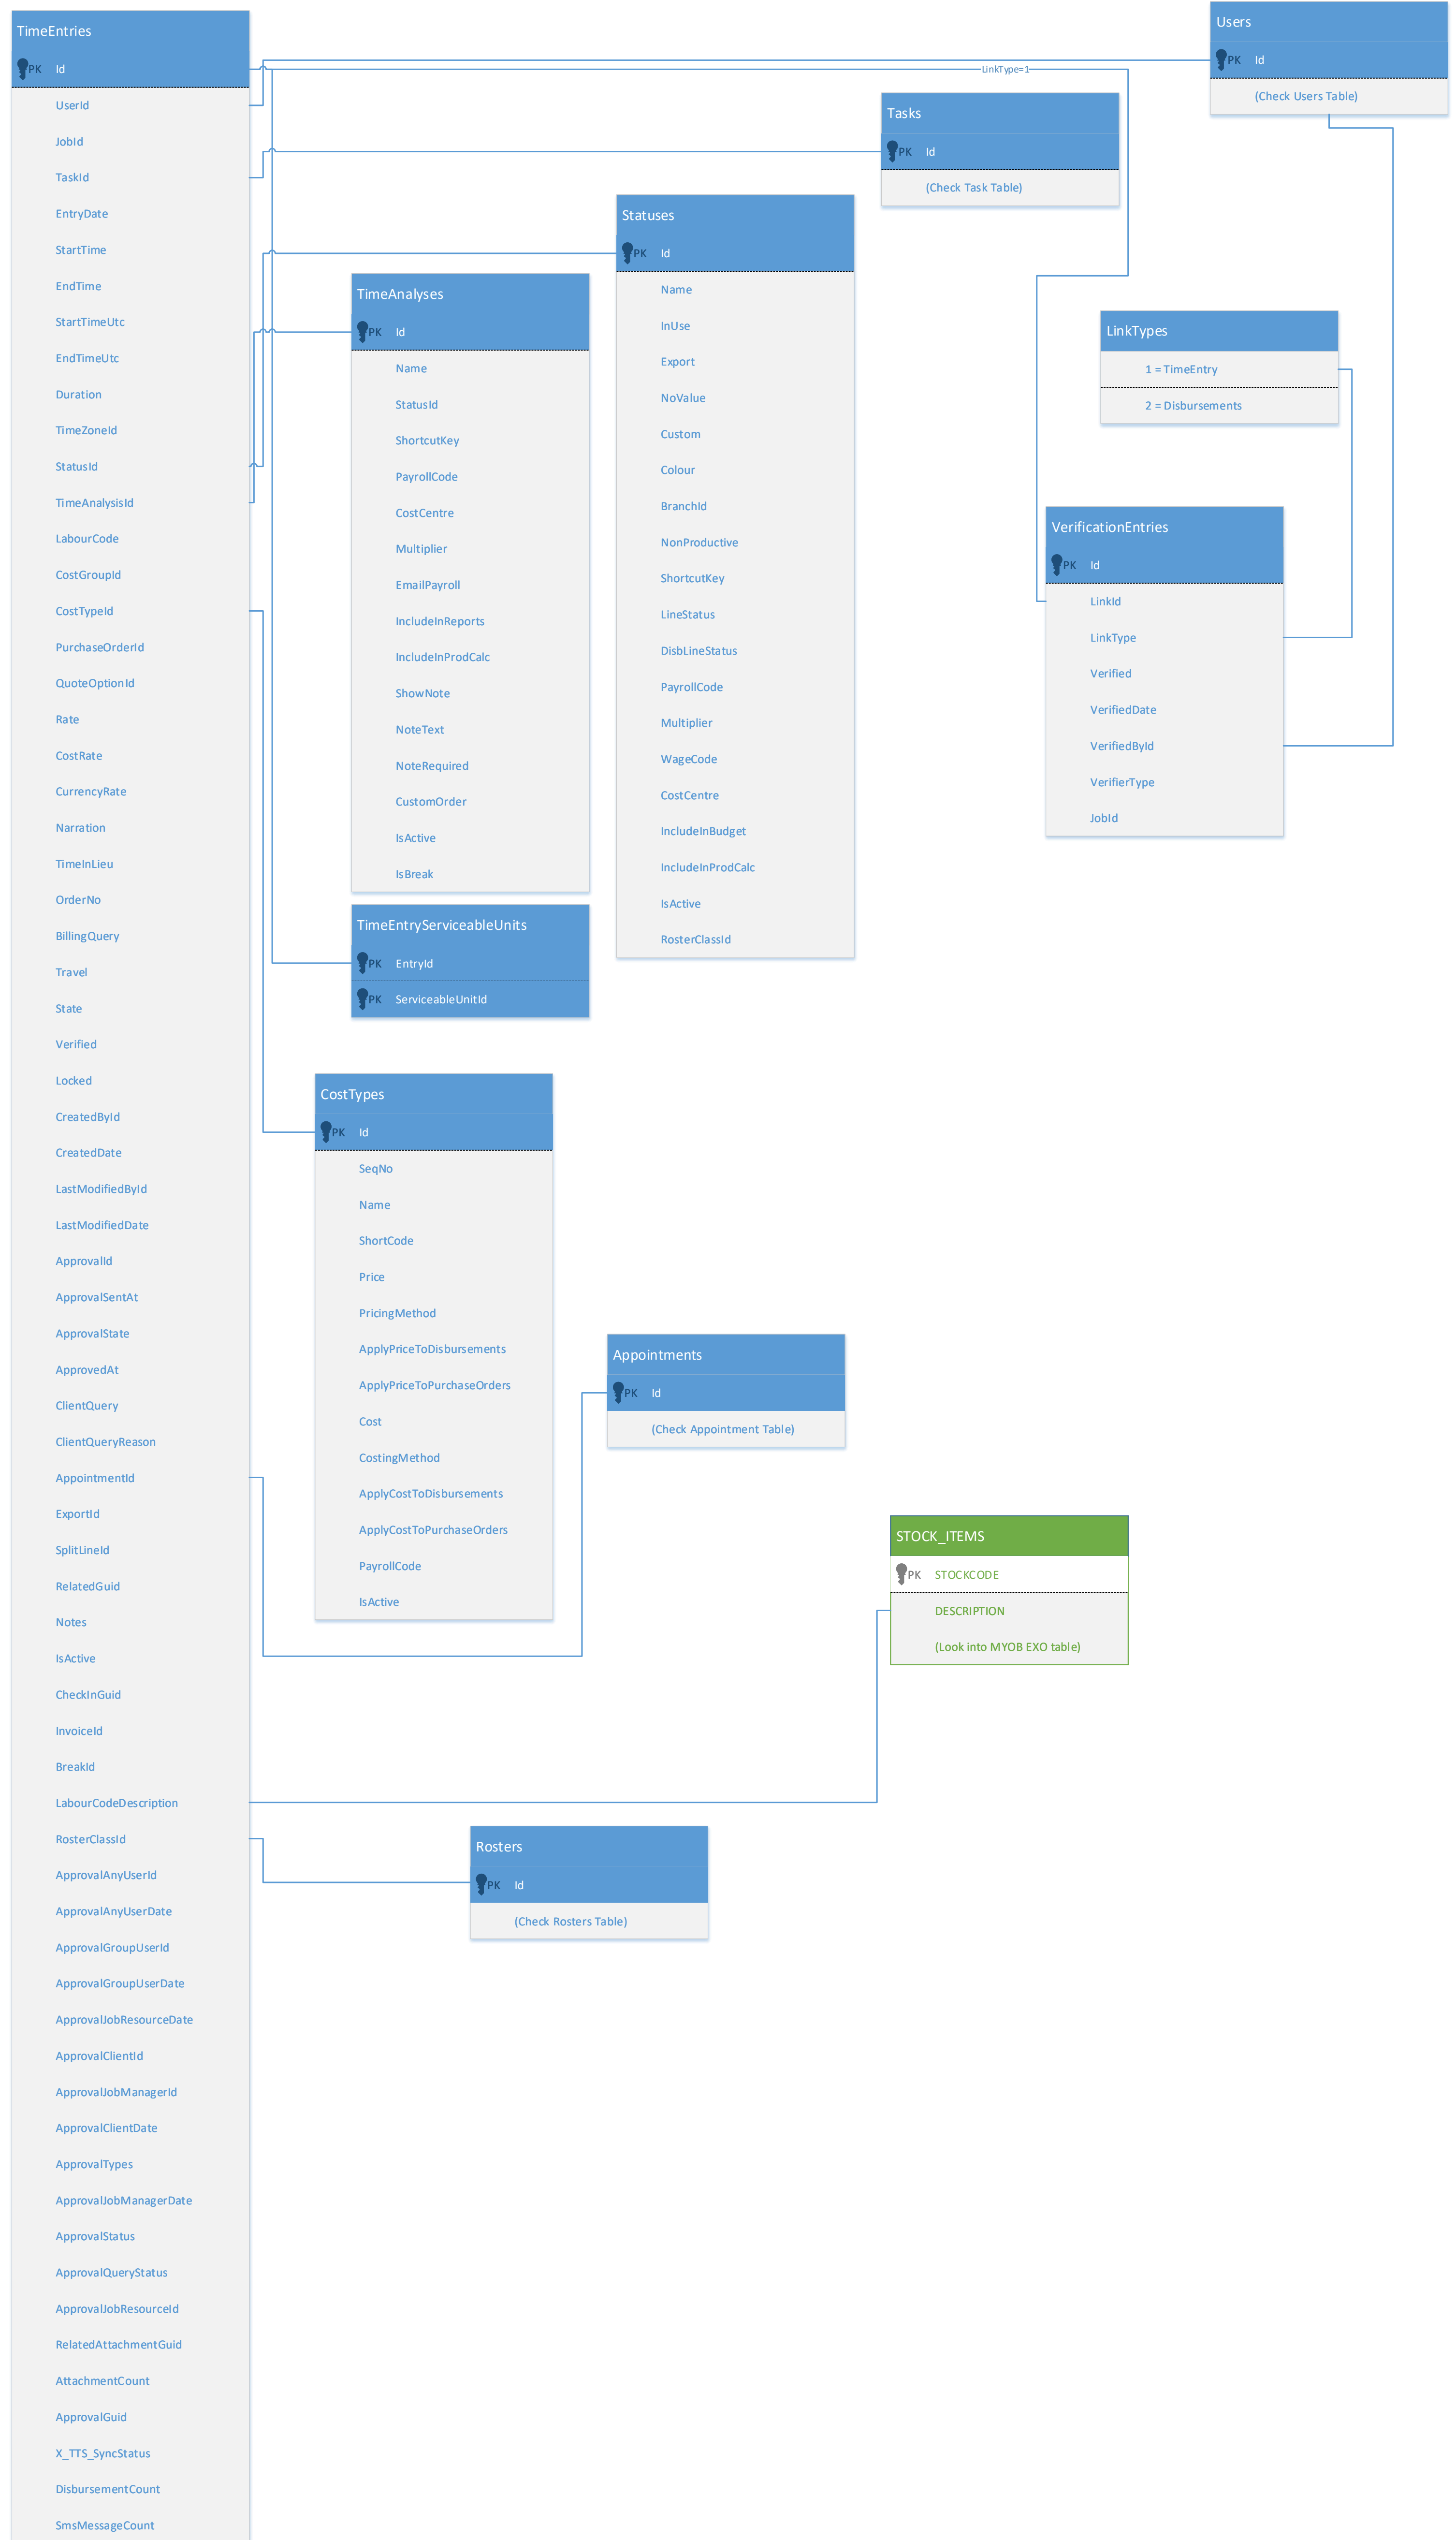 TimeEntries
PK Id
UserId
JobId
TaskId
EntryDate
StartTime
EndTime
StartTimeUtc
EndTimeUtc
Duration
TimeZoneId
StatusId
TimeAnalysisId
LabourCode
CostGroupId
CostTypeId
PurchaseOrderId
QuoteOptionId
Rate
CostRate
CurrencyRate
Narration
TimeInLieu
OrderNo
BillingQuery
Travel
State
Verified
Locked
CreatedById
CreatedDate
LastModifiedById
LastModifiedDate
ApprovalId
ApprovalSentAt
ApprovalState
ApprovedAt
ClientQuery
ClientQueryReason
AppointmentId
ExportId
SplitLineId
RelatedGuid
Notes
IsActive
CheckInGuid
InvoiceId
BreakId
LabourCodeDescription
RosterClassId
ApprovalAnyUserId
ApprovalAnyUserDate
ApprovalGroupUserId
ApprovalGroupUserDate
ApprovalJobResourceDate
ApprovalClientId
ApprovalJobManagerId
ApprovalClientDate
ApprovalTypes
ApprovalJobManagerDate
ApprovalStatus
ApprovalQueryStatus
ApprovalJobResourceId
RelatedAttachmentGuid
AttachmentCount
ApprovalGuid
X_TTS_SyncStatus
DisbursementCount
SmsMessageCount
LinkType=1
Users
PK Id
(Check Users Table)
Tasks
PK Id
(Check Task Table)
Statuses
PK Id
Name
InUse
Export
NoValue
Custom
Colour
BranchId
NonProductive
ShortcutKey
LineStatus
DisbLineStatus
PayrollCode
Multiplier
WageCode
CostCentre
IncludeInBudget
IncludeInProdCalc
IsActive
RosterClassId
TimeAnalyses
PK Id
Name
StatusId
ShortcutKey
PayrollCode
CostCentre
Multiplier
EmailPayroll
IncludeInReports
IncludeInProdCalc
ShowNote
NoteText
NoteRequired
CustomOrder
IsActive
IsBreak
LinkTypes
1 = TimeEntry
2 = Disbursements
VerificationEntries
PK Id
LinkId
LinkType
Verified
VerifiedDate
VerifiedById
VerifierType
JobId
TimeEntryServiceableUnits
PK EntryId
PK ServiceableUnitId
CostTypes
PK Id
SeqNo
Name
ShortCode
Price
PricingMethod
ApplyPriceToDisbursements
ApplyPriceToPurchaseOrders
Cost
CostingMethod
ApplyCostToDisbursements
ApplyCostToPurchaseOrders
PayrollCode
IsActive
Appointments
PK Id
(Check Appointment Table)
STOCK_ITEMS
PK STOCKCODE
DESCRIPTION
(Look into MYOB EXO table)
Rosters
PK Id
(Check Rosters Table)